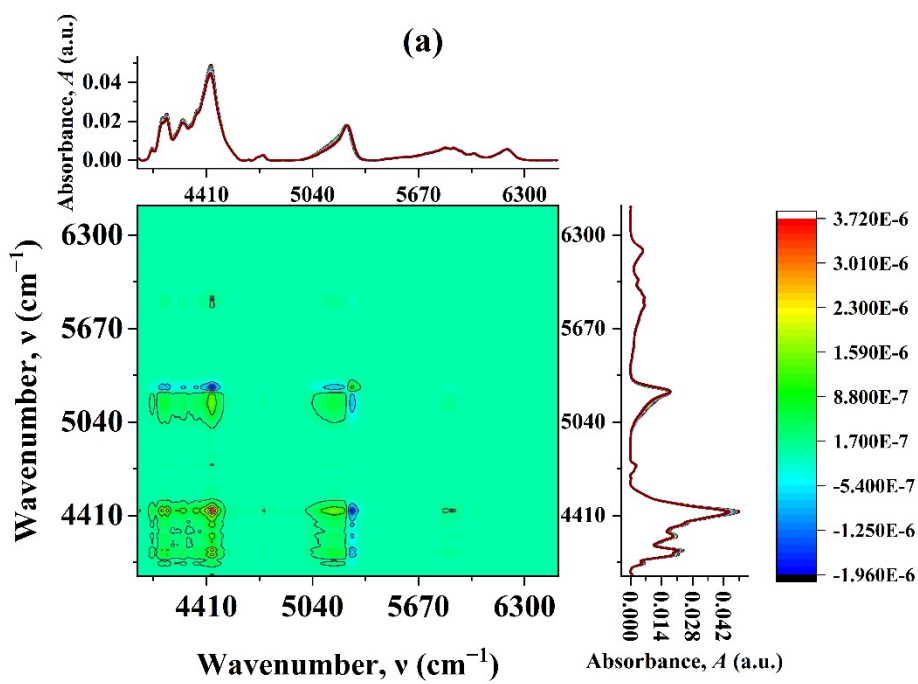 (a)
Absorbance, A (a.u.)
0.04
0.02
0.00
4410 5040 5670 6300
Wavenumber, ν (cm⁻¹)
6300
5670
5040
4410
4410 5040 5670 6300
Wavenumber, ν (cm⁻¹)
6300
5670
5040
4410
0.000 0.014 0.028 0.042
Absorbance, A (a.u.)
3.720E-6
3.010E-6
2.300E-6
1.590E-6
8.800E-7
1.700E-7
-5.400E-7
-1.250E-6
-1.960E-6